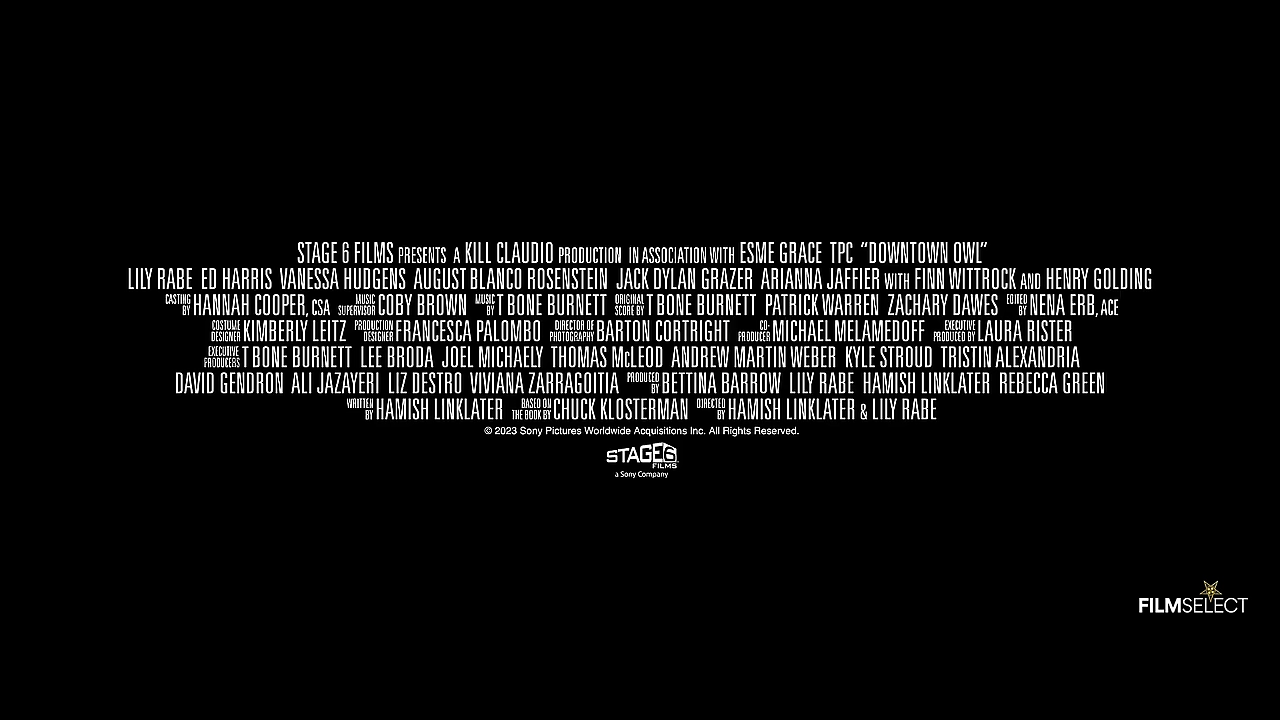 STAGE 6 FILMS PRESENTS A KILL CLAUDIO PRODUCTION IN ASSOCIATION WITH ESME GRACE TPC “DOWNTOWN OWL”
LILY RABE ED HARRIS VANESSA HUDGENS AUGUST BLANCO ROSENSTEIN JACK DYLAN GRAZER ARIANNA JAFFIER WITH FINN WITTROCK AND HENRY GOLDING
CASTING BY HANNAH COOPER, CSA MUSIC SUPERVISOR COBY BROWN MUSIC BY T BONE BURNETT ORIGINAL SCORE BY T BONE BURNETT PATRICK WARREN ZACHARY DAWES EDITED BY NENA ERB, ACE
COSTUME DESIGNER KIMBERLY LEITZ PRODUCTION DESIGNER FRANCESCA PALOMBO DIRECTOR OF PHOTOGRAPHY BARTON CORTRIGHT CO-PRODUCER MICHAEL MELAMEDOFF EXECUTIVE PRODUCED BY LAURA RISTER
EXECUTIVE PRODUCERS T BONE BURNETT LEE BRODA JOEL MICHAELY THOMAS McLEOD ANDREW MARTIN WEBER KYLE STROUD TRISTIN ALEXANDRIA
DAVID GENDRON ALI JAZAYERI LIZ DESTRO VIVIANA ZARRAGOITIA PRODUCED BY BETTINA BARROW LILY RABE HAMISH LINKLATER REBECCA GREEN
WRITTEN BY HAMISH LINKLATER BASED ON THE BOOK BY CHUCK KLOSTERMAN DIRECTED BY HAMISH LINKLATER & LILY RABE
© 2023 Sony Pictures Worldwide Acquisitions Inc. All Rights Reserved.
STAGE6
FILMS
a Sony Company
FILMSELECT